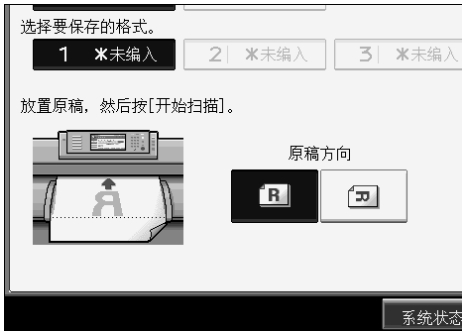 选择要保存的格式。
1 *未编入 2 *未编入 3 *未编入
放置原稿，然后按[开始扫描]。
原稿方向
R R
R
系统状态